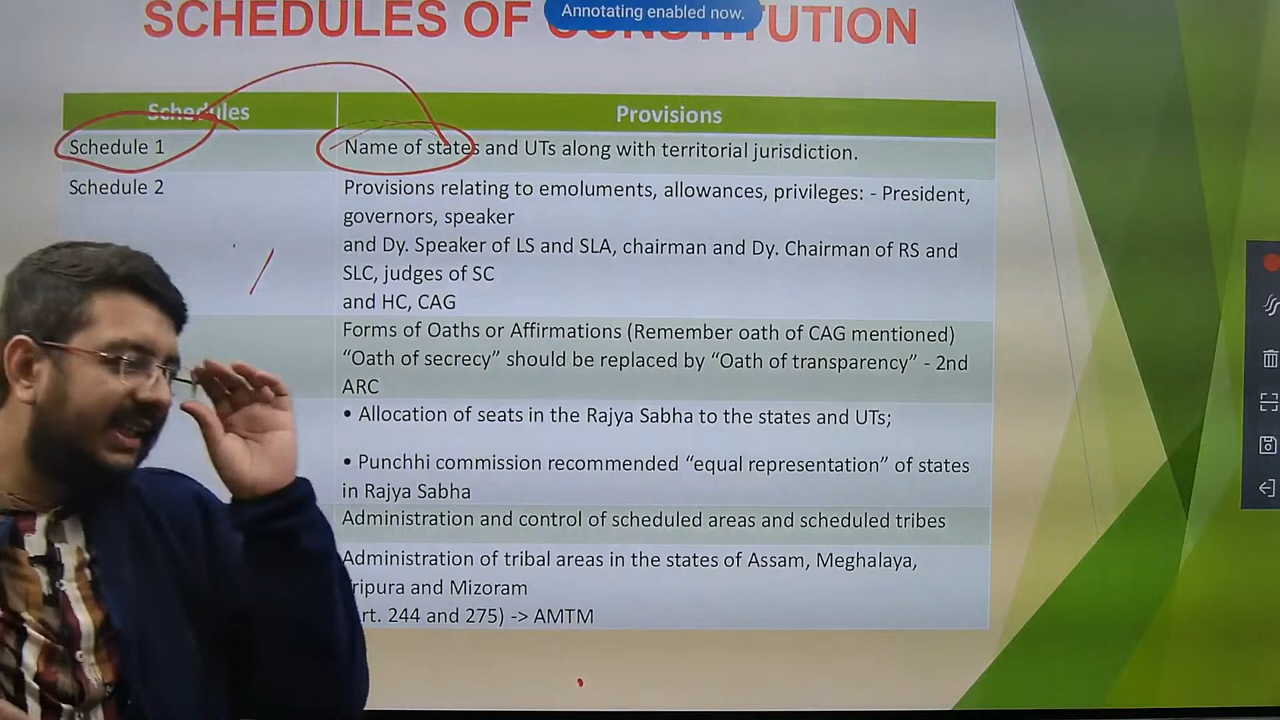 SCHEDULES OF CONSTITUTION
Annotating enabled now.
Schedules
Provisions
Schedule 1
Name of states and UTs along with territorial jurisdiction.
Schedule 2
Provisions relating to emoluments, allowances, privileges: - President,
governors, speaker
and Dy. Speaker of LS and SLA, chairman and Dy. Chairman of RS and
SLC, judges of SC
and HC, CAG
Forms of Oaths or Affirmations (Remember oath of CAG mentioned)
“Oath of secrecy” should be replaced by “Oath of transparency” - 2nd
ARC
• Allocation of seats in the Rajya Sabha to the states and UTs;
• Punchhi commission recommended “equal representation” of states
in Rajya Sabha
Administration and control of scheduled areas and scheduled tribes
Administration of tribal areas in the states of Assam, Meghalaya,
ripura and Mizoram
rt. 244 and 275) -> AMTM